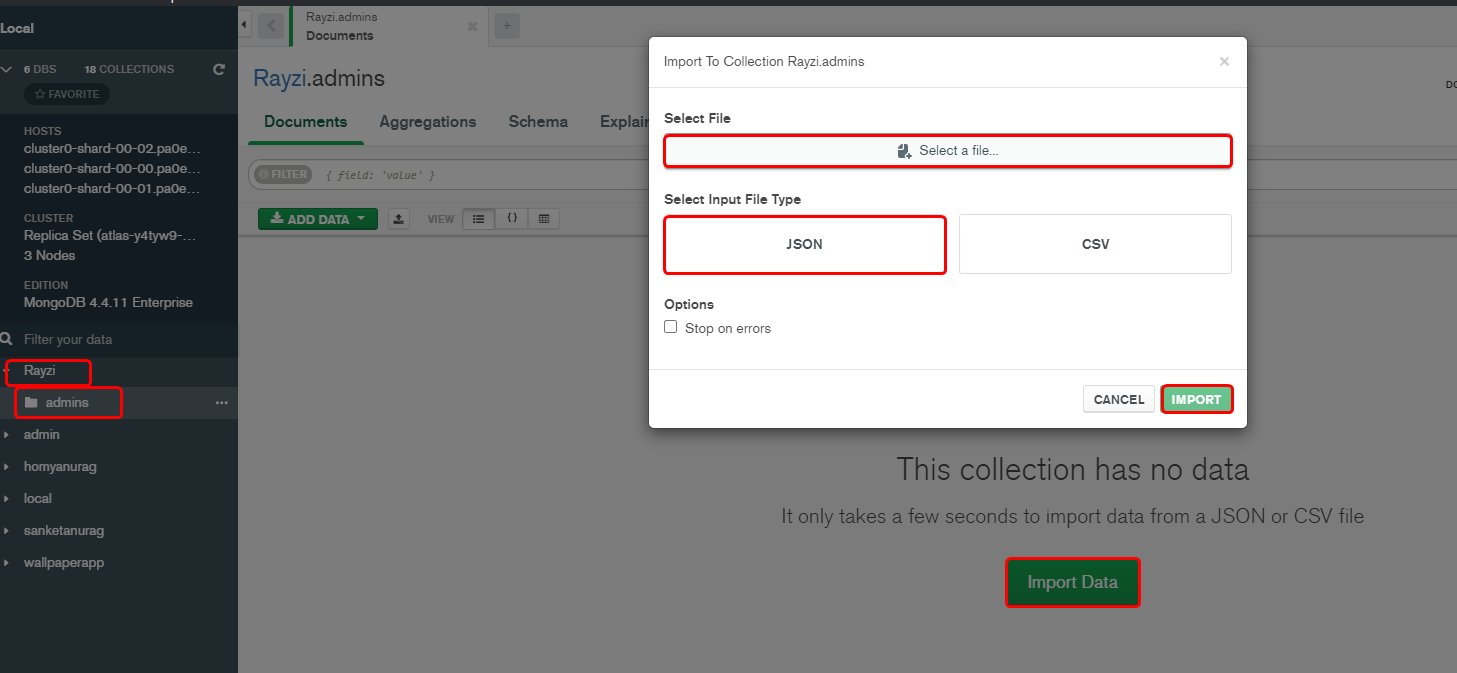 Local
6 DBS 18 COLLECTIONS
FAVORITE
HOSTS
cluster0-shard-00-02.pa0e...
cluster0-shard-00-00.pa0e...
cluster0-shard-00-01.pa0e...
CLUSTER
Replica Set (atlas-y4tyw9-...
3 Nodes
EDITION
MongoDB 4.4.11 Enterprise
Filter your data
Rayzi
admins
admin
homyanurag
local
sanketanurag
wallpaperapp
Rayzi.admins
Documents
Rayzi.admins
Documents Aggregations Schema Explain
FILTER { field: 'value' }
ADD DATA VIEW {}
Import To Collection Rayzi.admins
Select File
Select a file...
Select Input File Type
JSON CSV
Options
Stop on errors
CANCEL IMPORT
This collection has no data
It only takes a few seconds to import data from a JSON or CSV file
Import Data